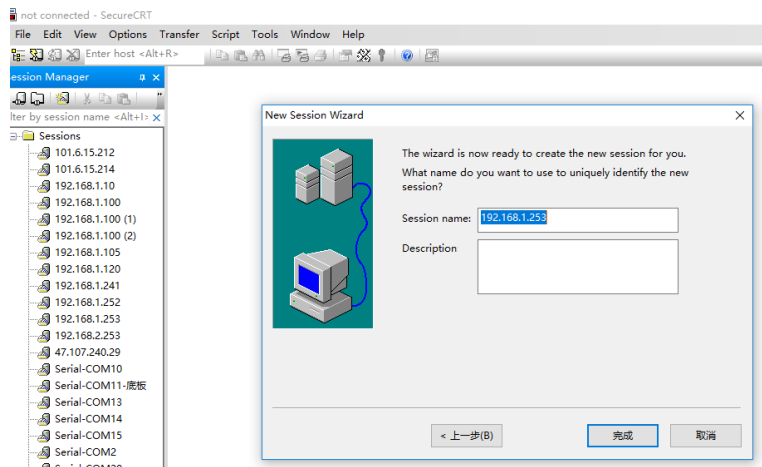 not connected - SecureCRT
File Edit View Options Transfer Script Tools Window Help
Enter host <Alt+R>
ession Manager
lter by session name <Alt+I>
Sessions
101.6.15.212
101.6.15.214
192.168.1.10
192.168.1.100
192.168.1.100 (1)
192.168.1.100 (2)
192.168.1.105
192.168.1.120
192.168.1.241
192.168.1.252
192.168.1.253
192.168.2.253
47.107.240.29
Serial-COM10
Serial-COM11-底板
Serial-COM13
Serial-COM14
Serial-COM15
Serial-COM2
New Session Wizard
The wizard is now ready to create the new session for you.
What name do you want to use to uniquely identify the new
session?
Session name: 192.168.1.253
Description
< 上一步(B) 完成 取消